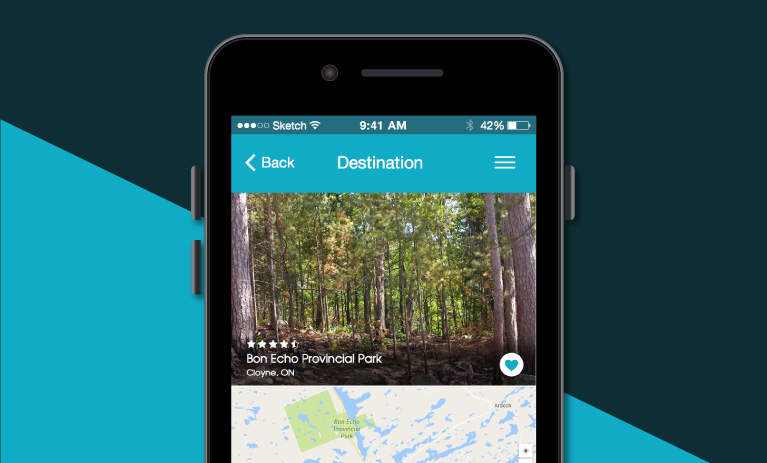 Sketch 9:41 AM 42%
Back Destination
Bon Echo Provincial Park
Cloyne, ON
Ardoch
Bon Echo
Provincial
Park